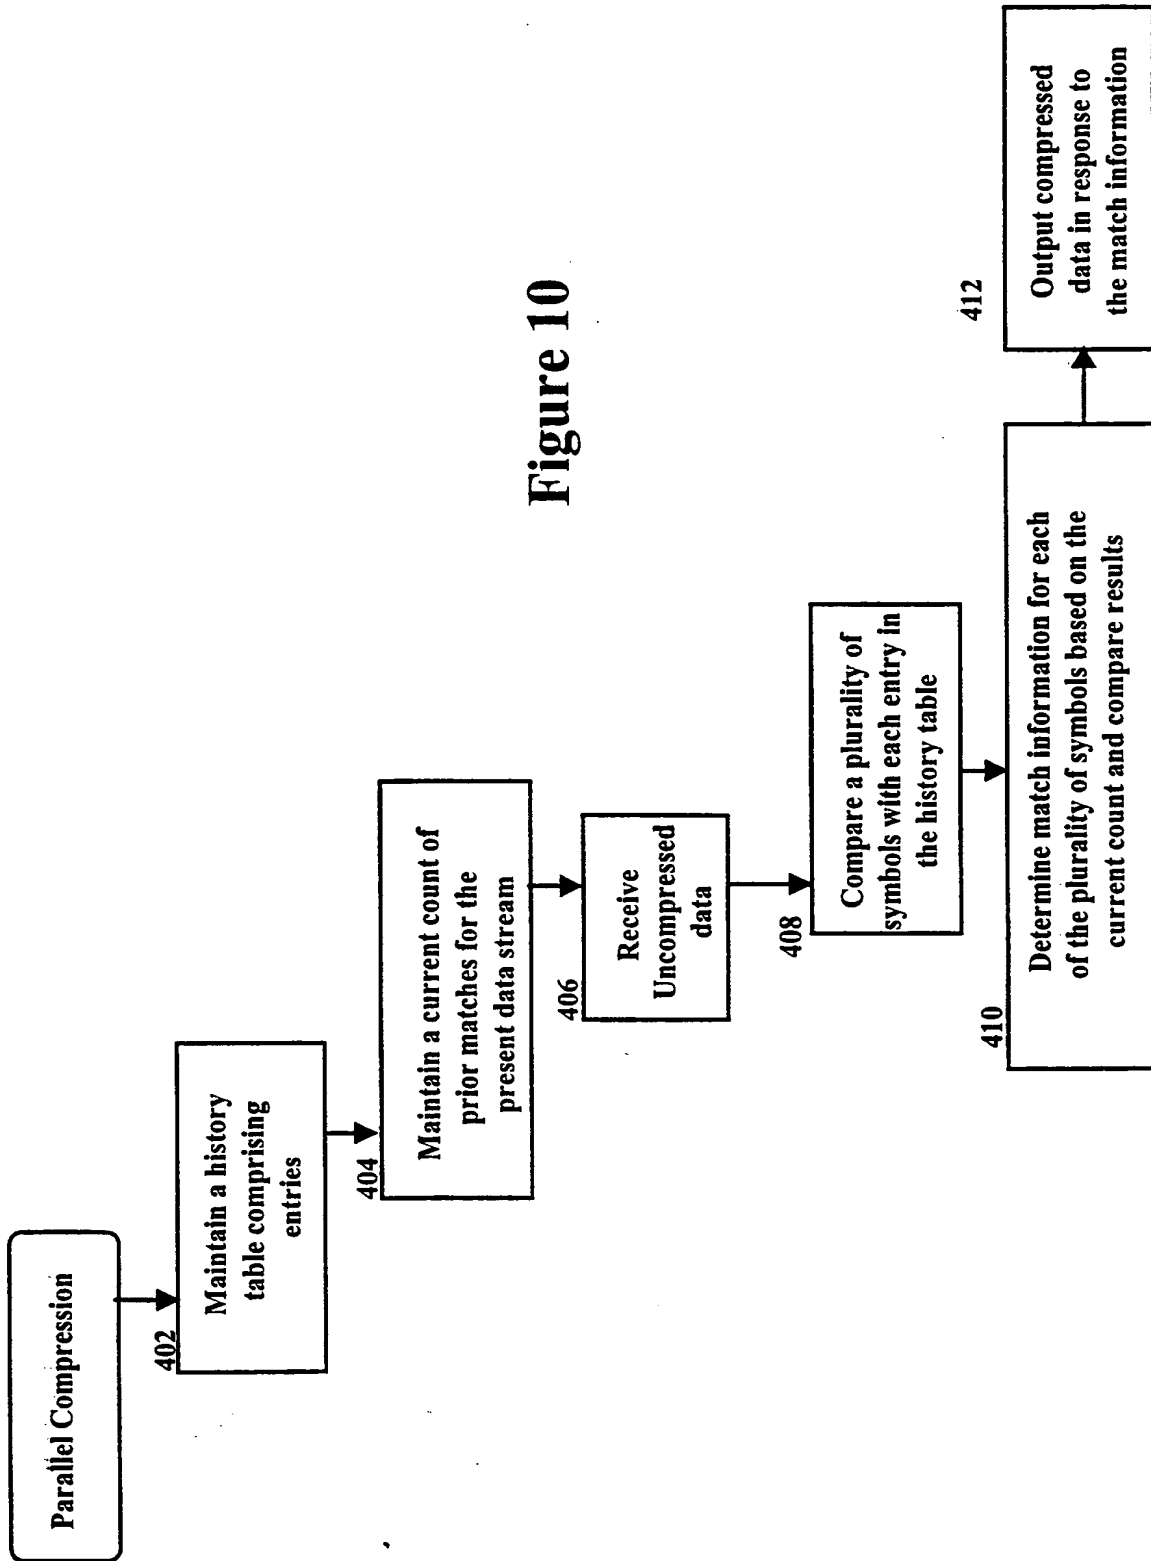 Parallel Compression
402
Maintain a history
table comprising
entries
404
Maintain a current count of
prior matches for the
present data stream
406
Receive
Uncompressed
data
408
Compare a plurality of
symbols with each entry in
the history table
410
Determine match information for each
of the plurality of symbols based on the
current count and compare results
412
Output compressed
data in response to
the match information
Figure 10